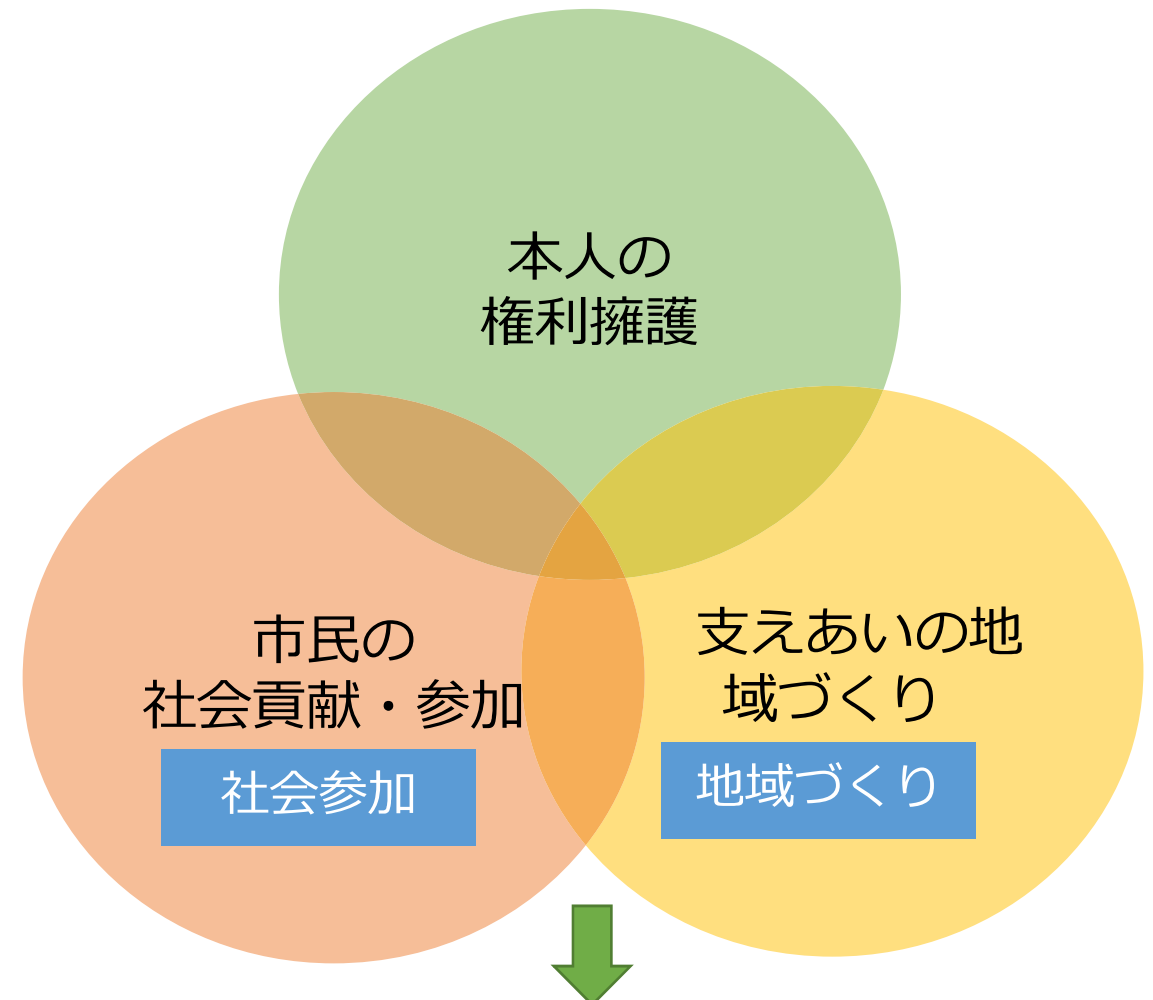 本人の
権利擁護
市民の
社会貢献・参加
社会参加
支えあいの地
域づくり
地域づくり